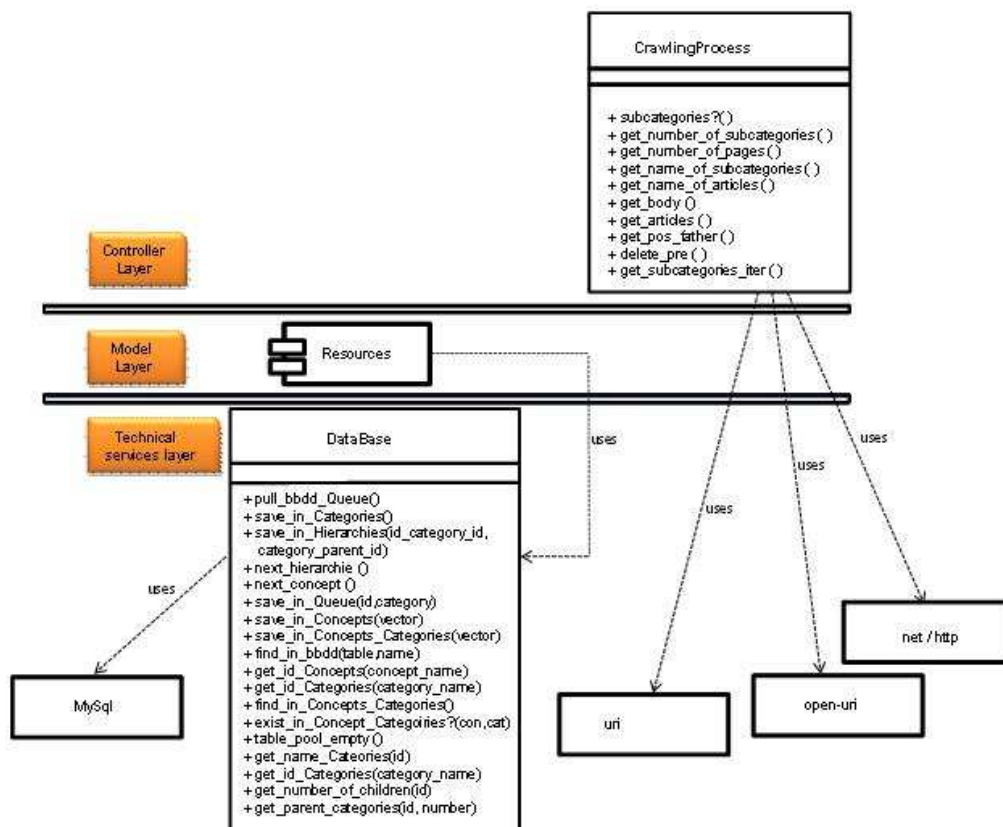 CrawlingProcess
+ subcategories?()
+ get_number_of_subcategories ( )
+ get_number_of_pages ( )
+ get_name_of_subcategories ( )
+ get_name_of_articles ( )
+ get_body ()
+ get_articles ( )
+ get_pos_father ( )
+ delete_pre ( )
+ get_subcategories_iter ( )
Controller
Layer
Model
Layer
Resources
Technical
services layer
DataBase
+ pull_bbdd_Queue()
+ save_in_Categories()
+ save_in_Hierarchies(id_category_id,
category_parent_id)
+ next_hierarchie ()
+ next_concept ()
+ save_in_Queue(id,category)
+ save_in_Concepts(vector)
+ save_in_Concepts_Categories(vector)
+ find_in_bbdd(table,name)
+ get_id_Concepts(concept_name)
+ get_id_Categories(category_name)
+ find_in_Concepts_Categories()
+ exist_in_Concept_Categoiries?(con,cat)
+ table_pool_empty ()
+ get_name_Cateories(id)
+ get_id_Categories(category_name)
+ get_number_of_children(id)
+ get_parent_categories(id, number)
uses
uses
uses
uses
uses
MySql
uri
open-uri
net / http